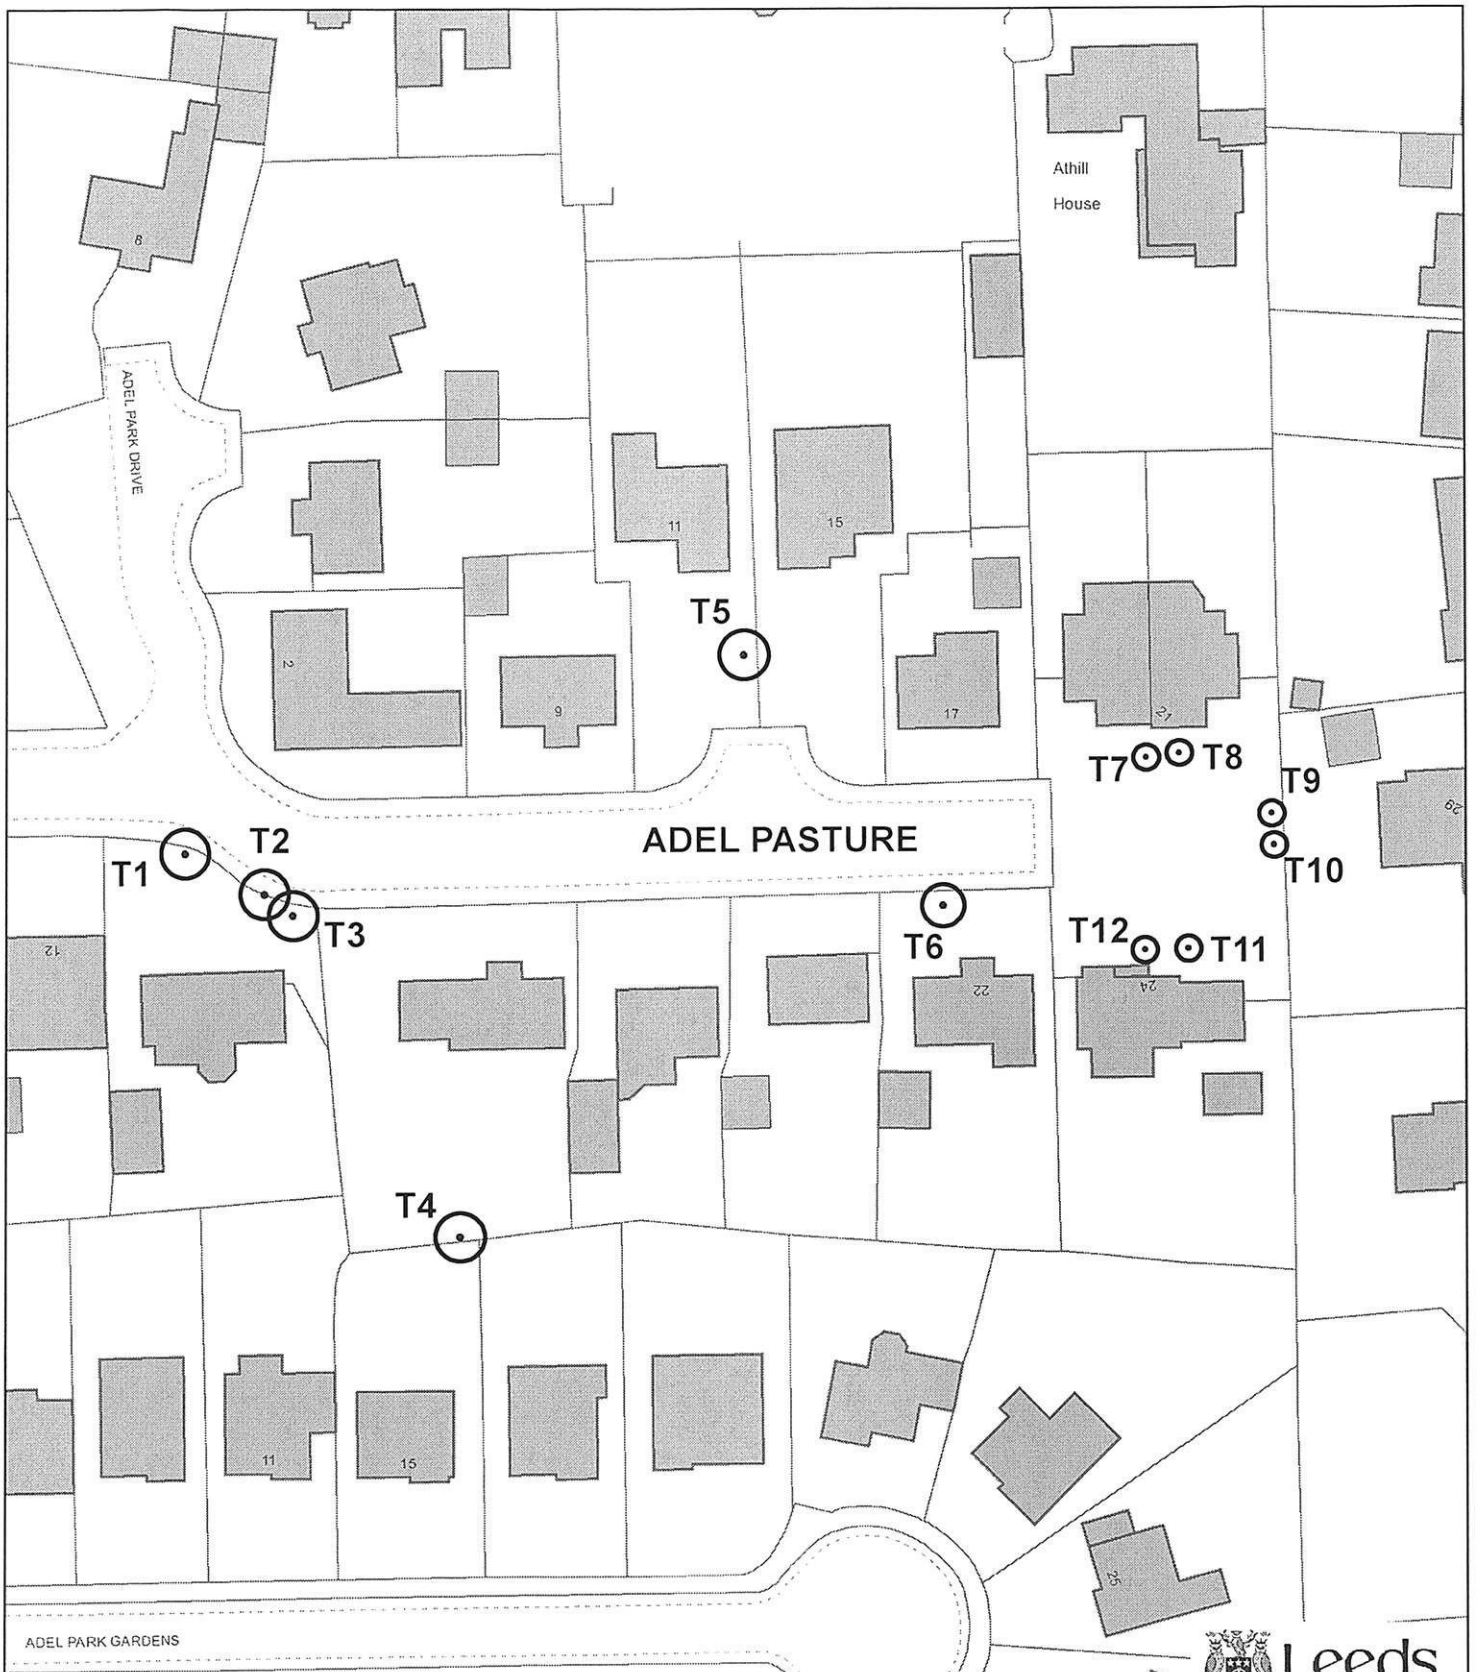 Athill
House
8
ADEL PARK DRIVE
11
15
T5
2
9
17
21
T7
T8
T9
ADEL PASTURE
T2
T1
T10
29
T3
T6
T12
T11
12
22
24
T4
11
15
25
ADEL PARK GARDENS
Leeds